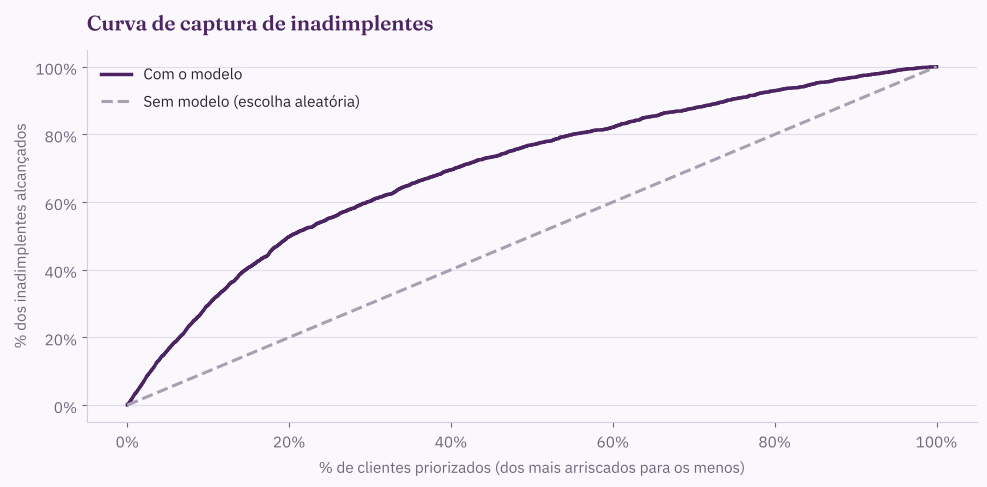 Curva de captura de inadimplentes
Com o modelo
Sem modelo (escolha aleatória)
% dos inadimplentes alcançados
100%
80%
60%
40%
20%
0%
0% 20% 40% 60% 80% 100%
% de clientes priorizados (dos mais arriscados para os menos)